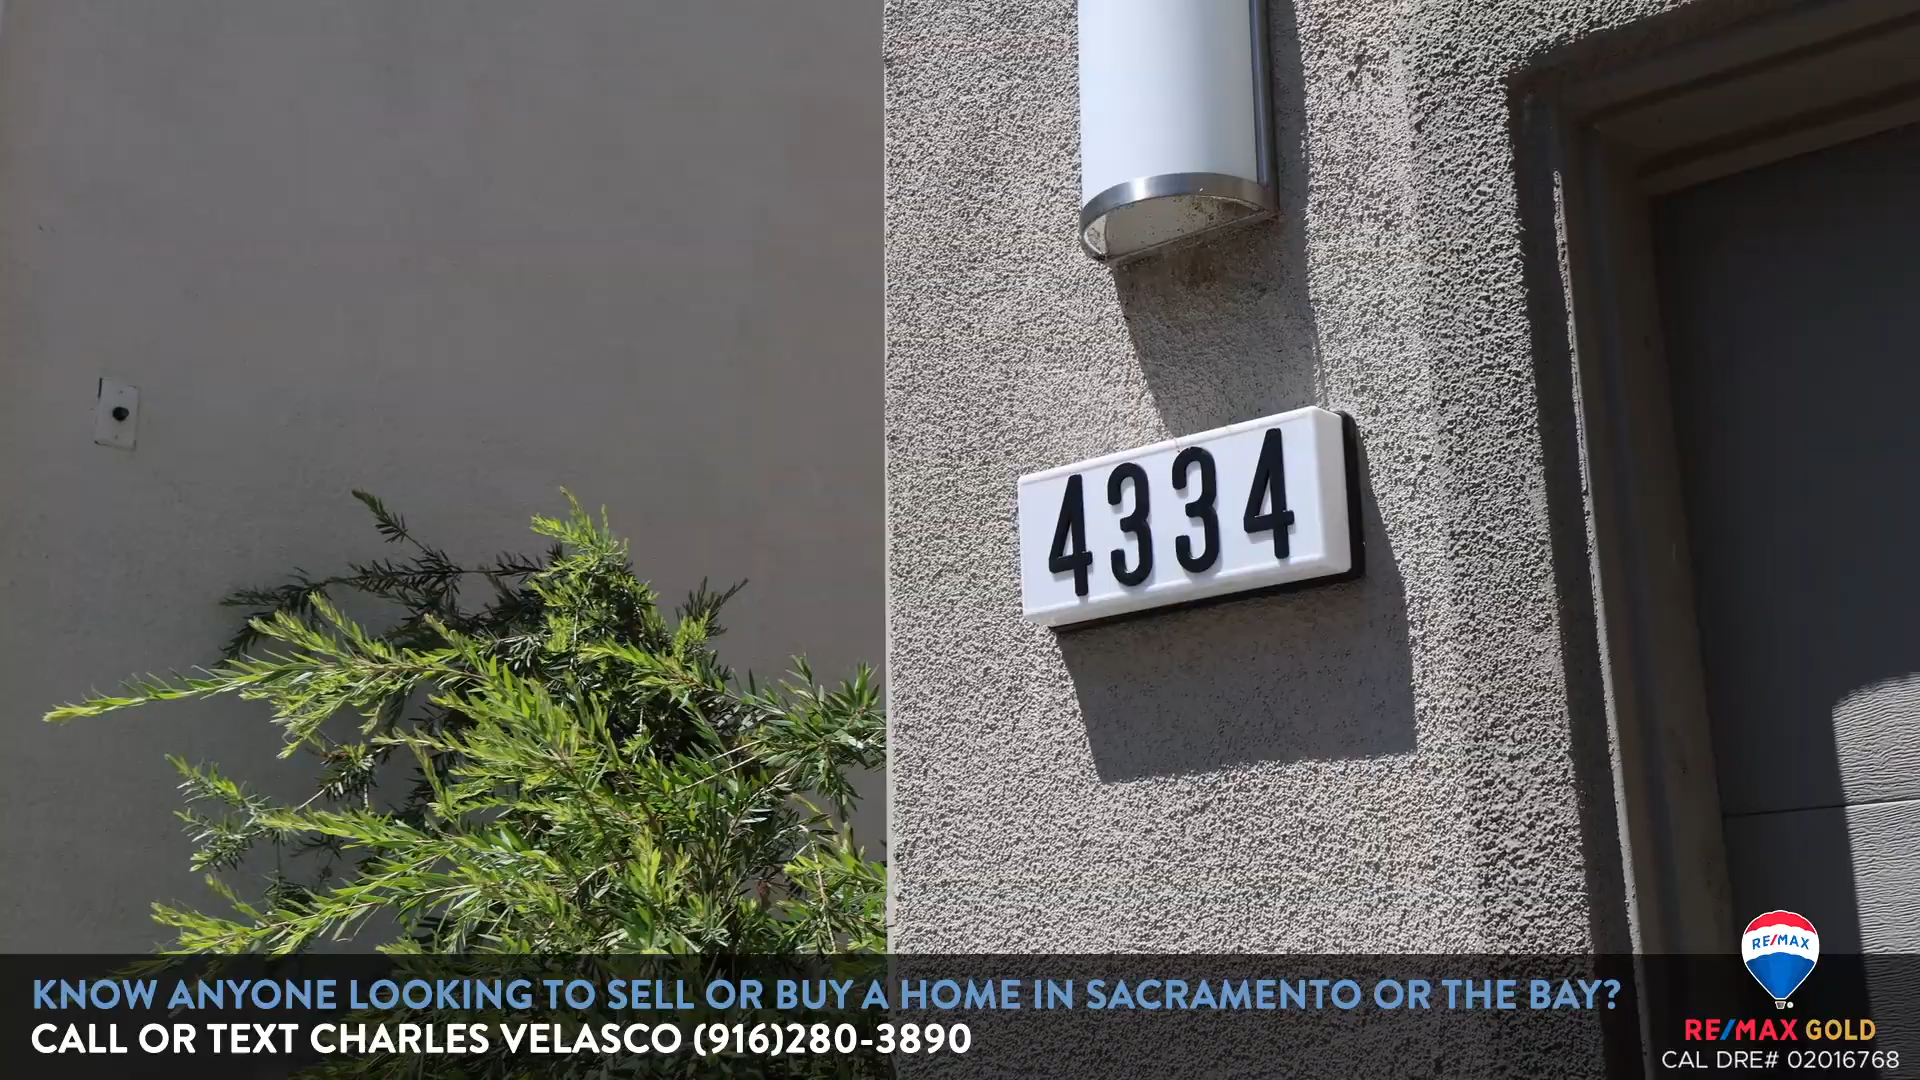 4334
KNOW ANYONE LOOKING TO SELL OR BUY A HOME IN SACRAMENTO OR THE BAY?
CALL OR TEXT CHARLES VELASCO (916)280-3890
RE/MAX
RE/MAX GOLD
CAL DRE# 02016768